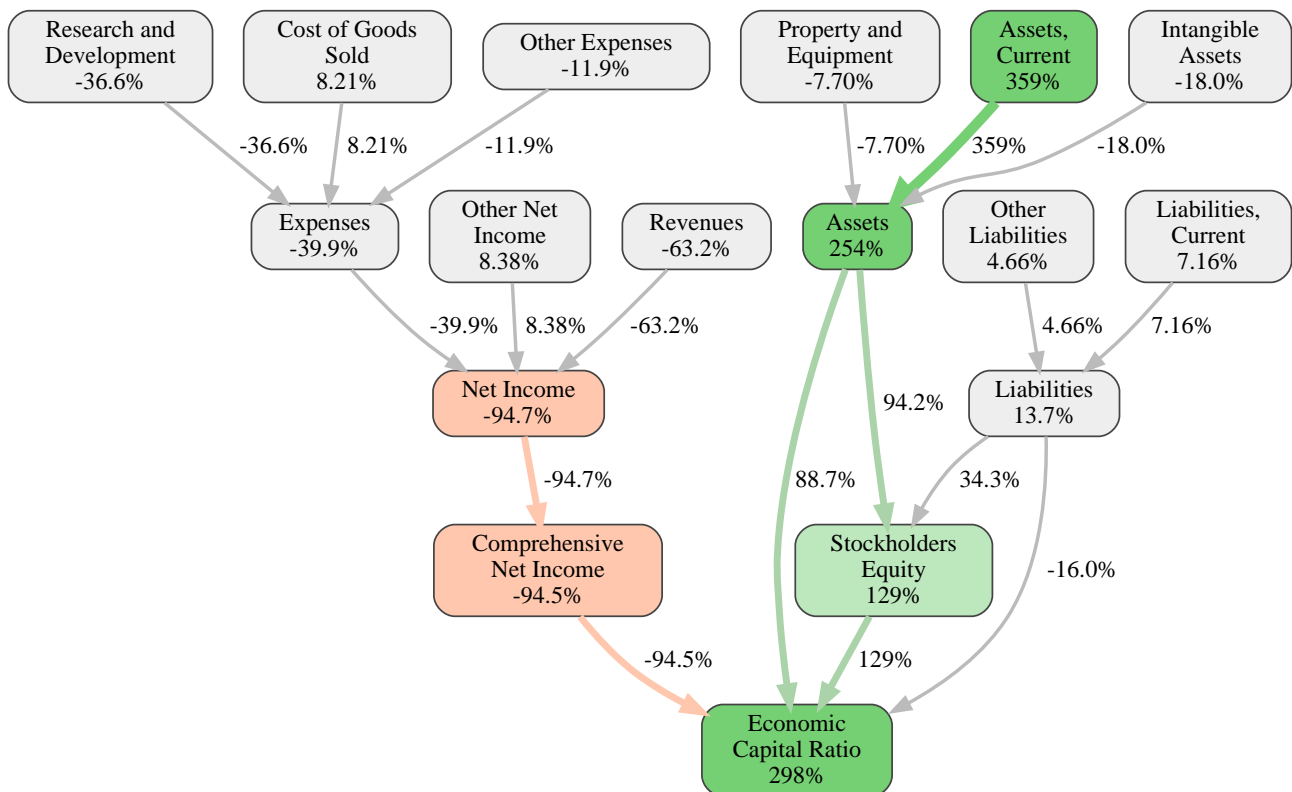 Research and
Development
-36.6%
Cost of Goods
Sold
8.21%
Other Expenses
-11.9%
Property and
Equipment
-7.70%
Assets,
Current
359%
Intangible
Assets
-18.0%
-36.6%
8.21%
-11.9%
-7.70%
359%
-18.0%
Expenses
-39.9%
Other Net
Income
8.38%
Revenues
-63.2%
Assets
254%
Other
Liabilities
4.66%
Liabilities,
Current
7.16%
-39.9%
8.38%
-63.2%
4.66%
7.16%
Net Income
-94.7%
94.2%
Liabilities
13.7%
-94.7%
88.7%
34.3%
Comprehensive
Net Income
-94.5%
Stockholders
Equity
129%
-16.0%
-94.5%
129%
Economic
Capital Ratio
298%